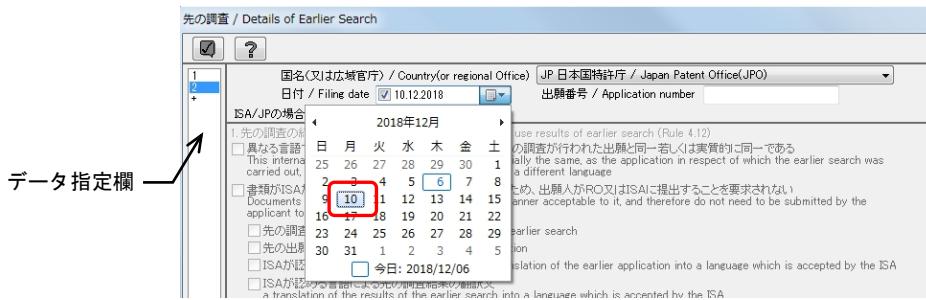 先の調査 / Details of Earlier Search
?
1
2
+
国名(又は広域官庁) / Country(or regional Office) JP 日本国特許庁 / Japan Patent Office(JPO)
日付 / Filing date 10.12.2018 出願番号 / Application number
ISA/JPの場合
2018年12月
日 月 火 水 木 金 土
25 26 27 28 29 30 1
2 3 4 5 6 7 8
9 10 11 12 13 14 15
16 17 18 19 20 21 22
23 24 25 26 27 28 29
30 31 1 2 3 4 5
今日: 2018/12/06
1. 先の調査の
use results of earlier search (Rule 4.12)
異なる言語
の調査が行われた出願と同一若しくは実質的に同一である
This interna
ially the same, as the application in respect of which the earlier search was
carried out,
a different language
書類がISA
ため、出願人がRO又はISAに提出することを要求されない
Documents
anner acceptable to it, and therefore do not need to be submitted by the
applicant to
先の調査
earlier search
先の出願
ion
ISAが認
slation of the earlier application into a language which is accepted by the ISA
ISAが認める言語による先の調査結果の翻訳文
a translation of the results of the earlier search into a language which is accepted by the ISA
データ指定欄